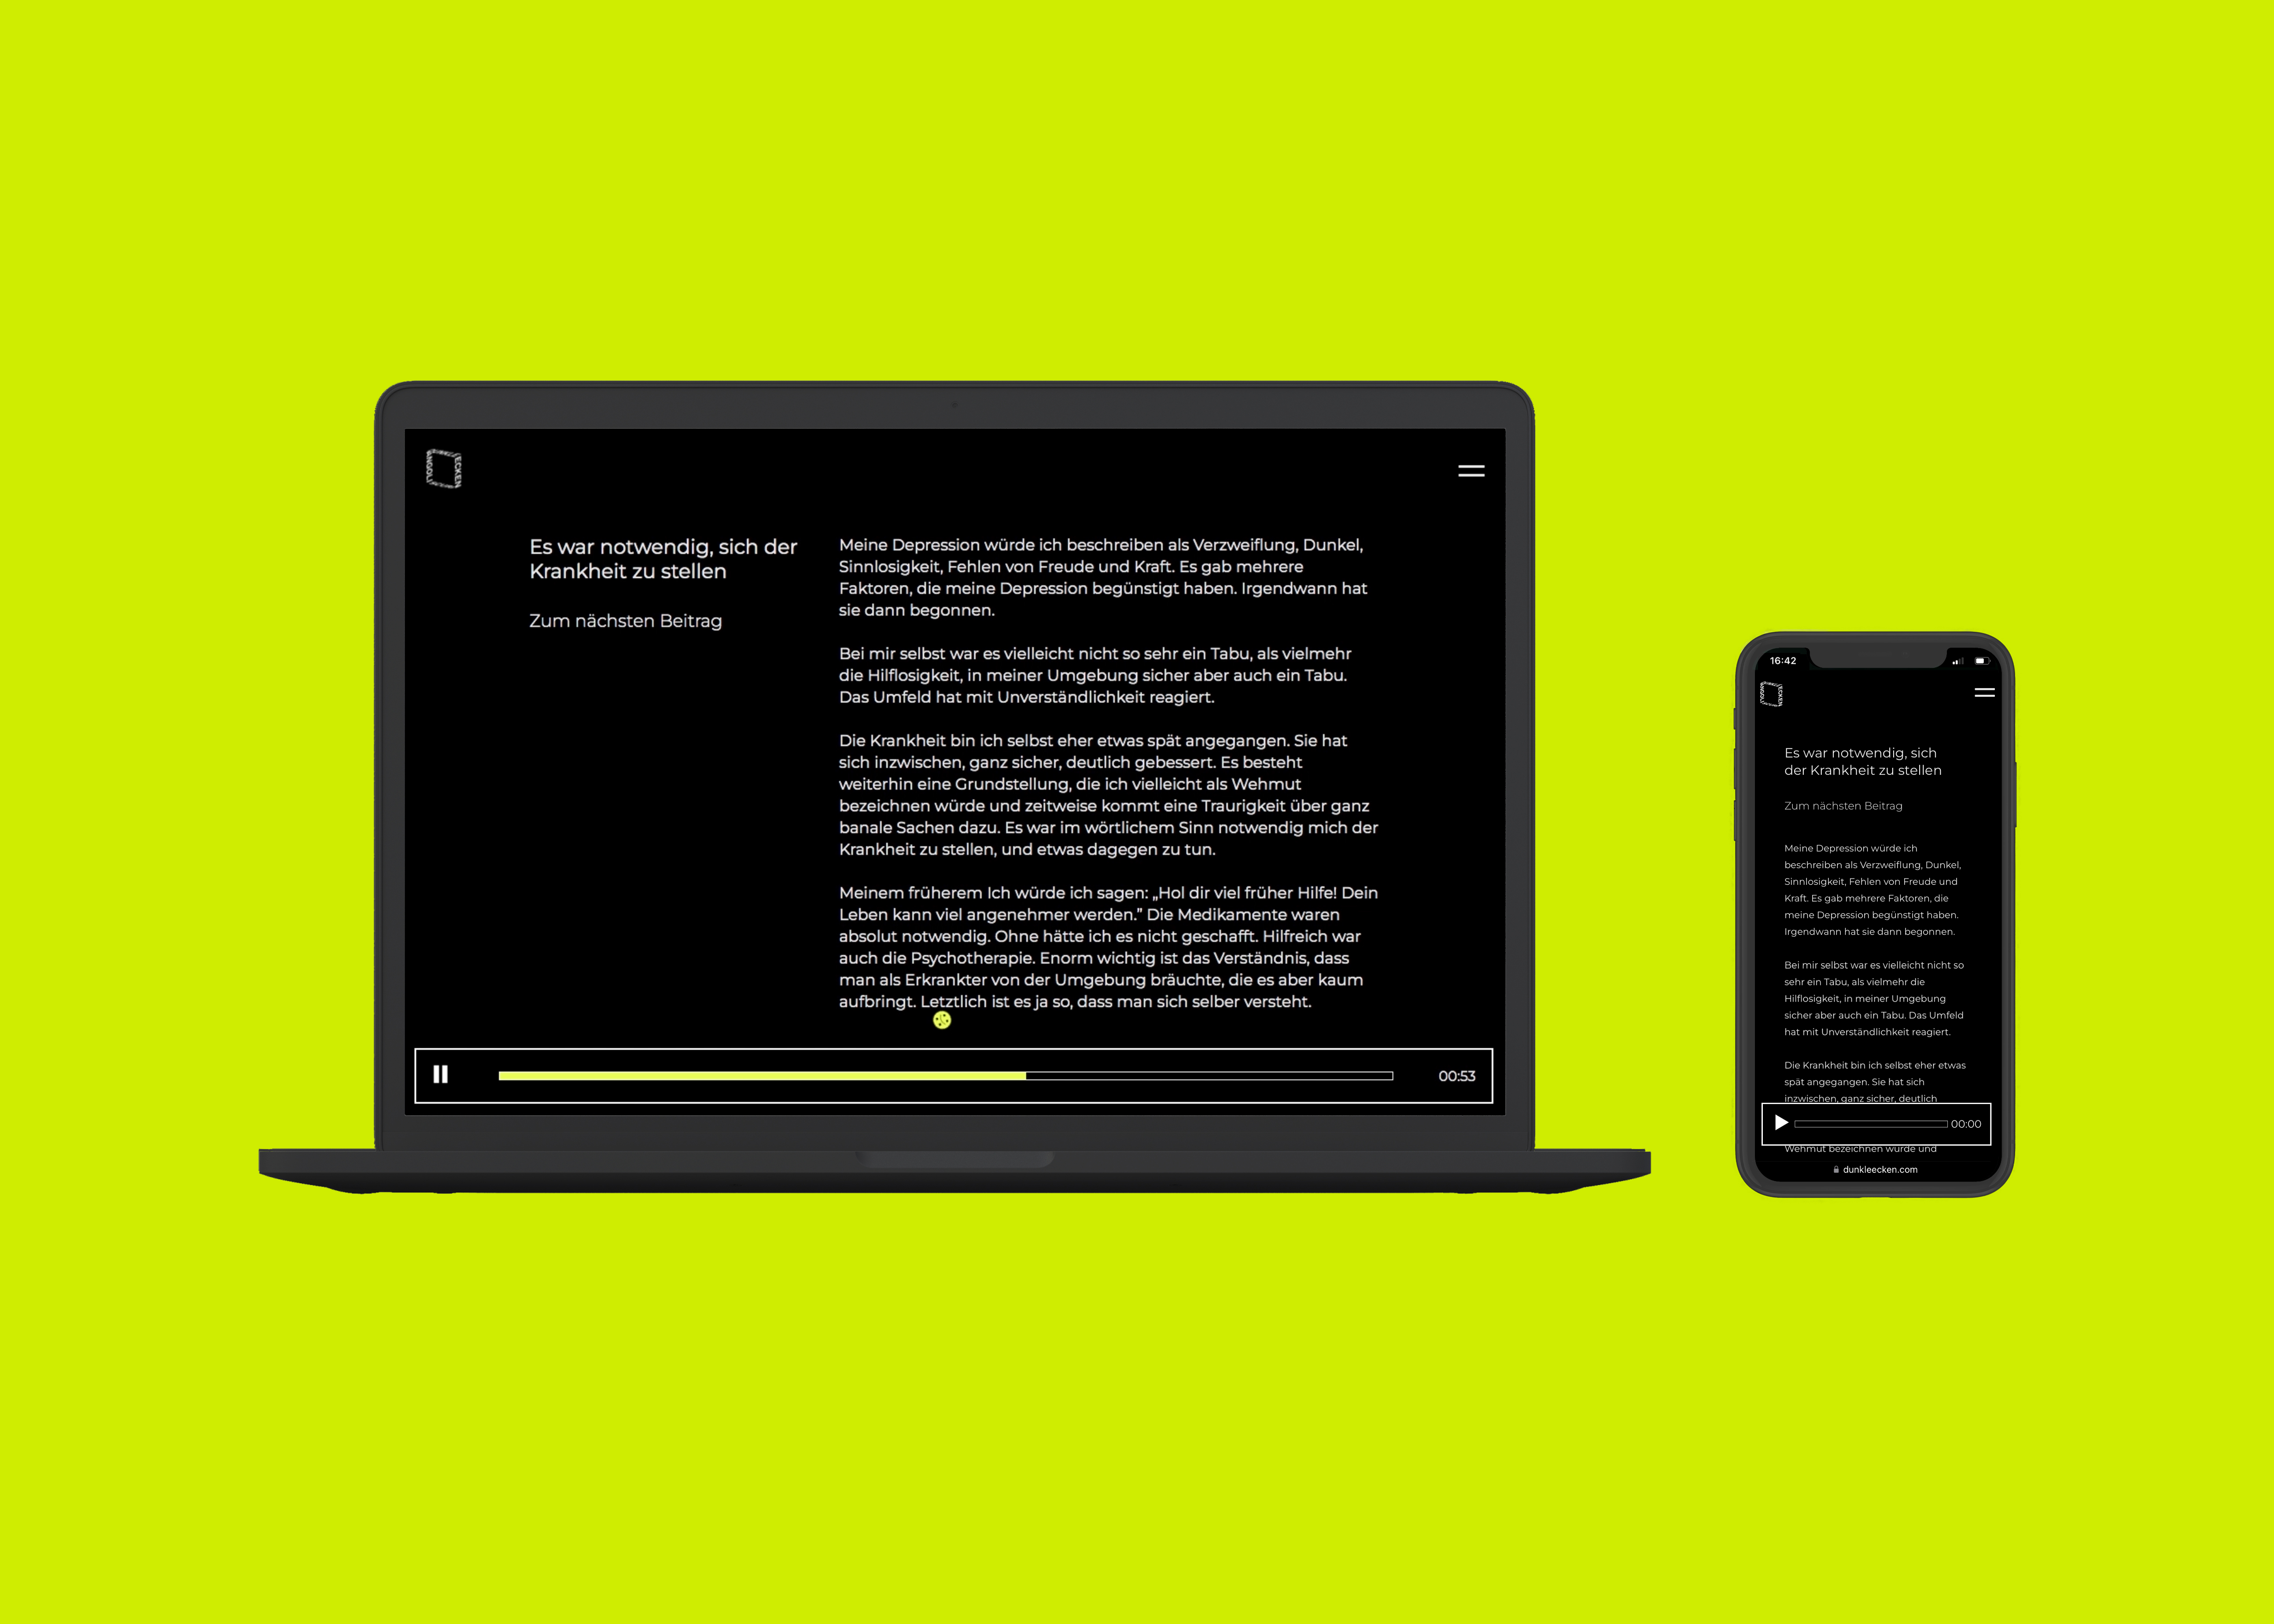 ECKEN
ANGOLI
Es war notwendig, sich der
Krankheit zu stellen
Zum nächsten Beitrag
Meine Depression würde ich beschreiben als Verzweiflung, Dunkel,
Sinnlosigkeit, Fehlen von Freude und Kraft. Es gab mehrere
Faktoren, die meine Depression begünstigt haben. Irgendwann hat
sie dann begonnen.
Bei mir selbst war es vielleicht nicht so sehr ein Tabu, als vielmehr
die Hilflosigkeit, in meiner Umgebung sicher aber auch ein Tabu.
Das Umfeld hat mit Unverständlichkeit reagiert.
Die Krankheit bin ich selbst eher etwas spät angegangen. Sie hat
sich inzwischen, ganz sicher, deutlich gebessert. Es besteht
weiterhin eine Grundstellung, die ich vielleicht als Wehmut
bezeichnen würde und zeitweise kommt eine Traurigkeit über ganz
banale Sachen dazu. Es war im wörtlichem Sinn notwendig mich der
Krankheit zu stellen, und etwas dagegen zu tun.
Meinem früherem Ich würde ich sagen: „Hol dir viel früher Hilfe! Dein
Leben kann viel angenehmer werden.” Die Medikamente waren
absolut notwendig. Ohne hätte ich es nicht geschafft. Hilfreich war
auch die Psychotherapie. Enorm wichtig ist das Verständnis, dass
man als Erkrankter von der Umgebung bräuchte, die es aber kaum
aufbringt. Letztlich ist es ja so, dass man sich selber versteht.
00:53
16:42
ECKEN
ANGOLI
Es war notwendig, sich
der Krankheit zu stellen
Zum nächsten Beitrag
Meine Depression würde ich
beschreiben als Verzweiflung, Dunkel,
Sinnlosigkeit, Fehlen von Freude und
Kraft. Es gab mehrere Faktoren, die
meine Depression begünstigt haben.
Irgendwann hat sie dann begonnen.
Bei mir selbst war es vielleicht nicht so
sehr ein Tabu, als vielmehr die
Hilflosigkeit, in meiner Umgebung
sicher aber auch ein Tabu. Das Umfeld
hat mit Unverständlichkeit reagiert.
Die Krankheit bin ich selbst eher etwas
spät angegangen. Sie hat sich
inzwischen, ganz sicher, deutlich
00:00
Wehmut bezeichnen würde und
dunkleecken.com